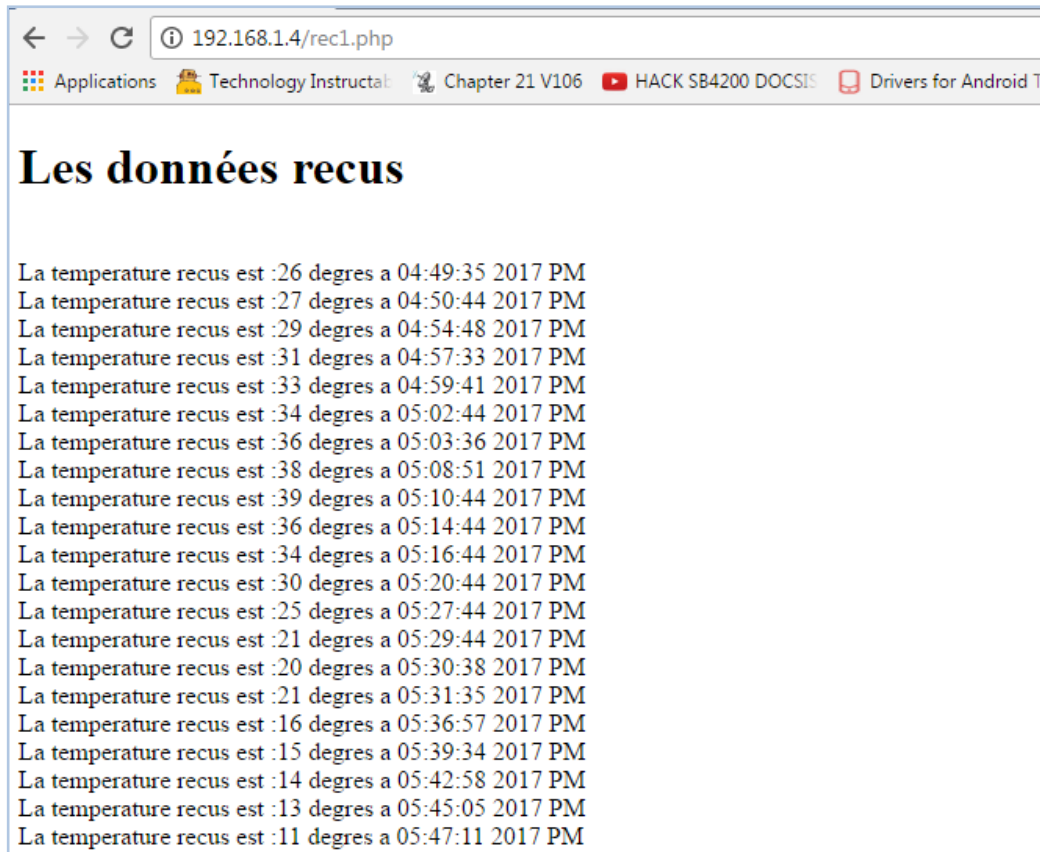 192.168.1.4/rec1.php
Applications Technology Instructab Chapter 21 V106 HACK SB4200 DOCSIS Drivers for Android T
Les données recus
La temperature recus est :26 degres a 04:49:35 2017 PM
La temperature recus est :27 degres a 04:50:44 2017 PM
La temperature recus est :29 degres a 04:54:48 2017 PM
La temperature recus est :31 degres a 04:57:33 2017 PM
La temperature recus est :33 degres a 04:59:41 2017 PM
La temperature recus est :34 degres a 05:02:44 2017 PM
La temperature recus est :36 degres a 05:03:36 2017 PM
La temperature recus est :38 degres a 05:08:51 2017 PM
La temperature recus est :39 degres a 05:10:44 2017 PM
La temperature recus est :36 degres a 05:14:44 2017 PM
La temperature recus est :34 degres a 05:16:44 2017 PM
La temperature recus est :30 degres a 05:20:44 2017 PM
La temperature recus est :25 degres a 05:27:44 2017 PM
La temperature recus est :21 degres a 05:29:44 2017 PM
La temperature recus est :20 degres a 05:30:38 2017 PM
La temperature recus est :21 degres a 05:31:35 2017 PM
La temperature recus est :16 degres a 05:36:57 2017 PM
La temperature recus est :15 degres a 05:39:34 2017 PM
La temperature recus est :14 degres a 05:42:58 2017 PM
La temperature recus est :13 degres a 05:45:05 2017 PM
La temperature recus est :11 degres a 05:47:11 2017 PM